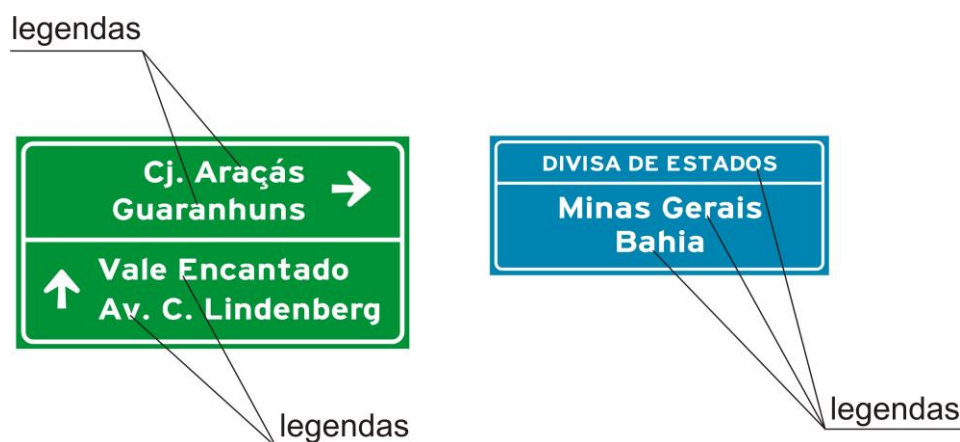 legendas
Cj. Araçás
Guaranhuns
Vale Encantado
Av. C. Lindenberg
legendas
DIVISA DE ESTADOS
Minas Gerais
Bahia
legendas